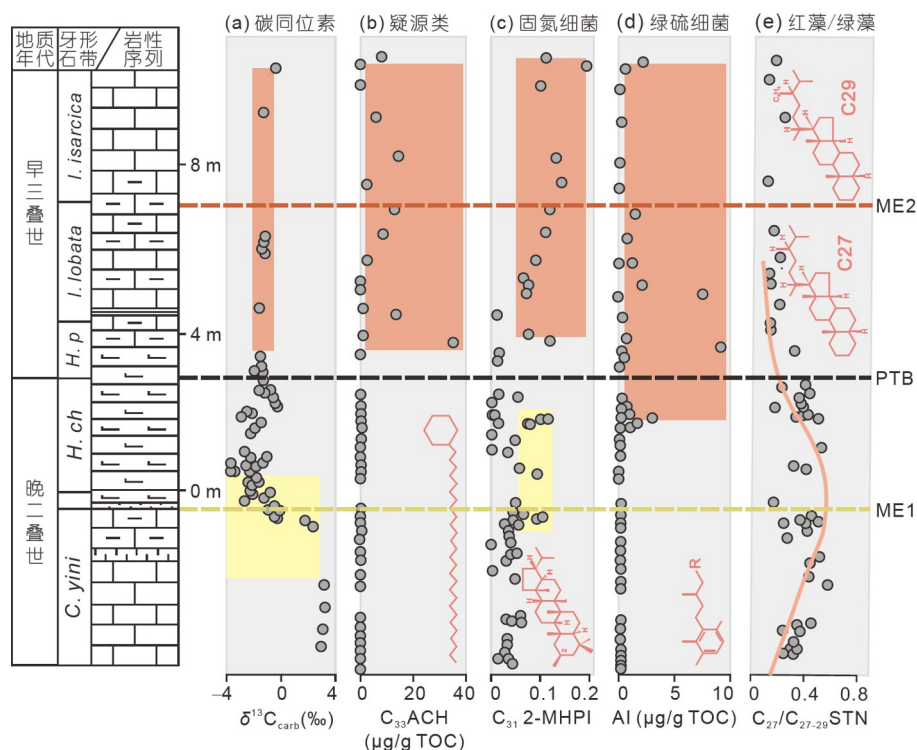 (a) 碳同位素 (b) 疑源类 (c) 固氮细菌 (d) 绿硫细菌 (e) 红藻/绿藻
地质年代
牙形石带
岩性序列
早三叠世
晚二叠世
I. isarcica
I. lobata
H. p
H. ch
C. yini
8 m
4 m
0 m
ME2
PTB
ME1
C29
C₂H₅
H
H
H
C27
H
H
H
H
R
–4 0 4
0 20 40
0 0.1 0.2
0 5 10
0 0.4 0.8
δ¹³C_carb(‰)
C₃₃ACH
(μg/g TOC)
C₃₁ 2-MHPI
AI (μg/g TOC)
C₂₇/C₂₇₋₂₉STN